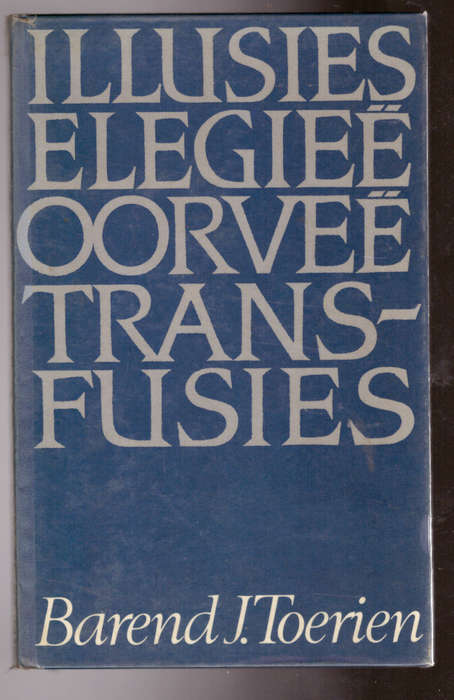 ILLUSIES
ELEGIEË
OORVEË
TRANS-
FUSIES
Barend J. Toerien